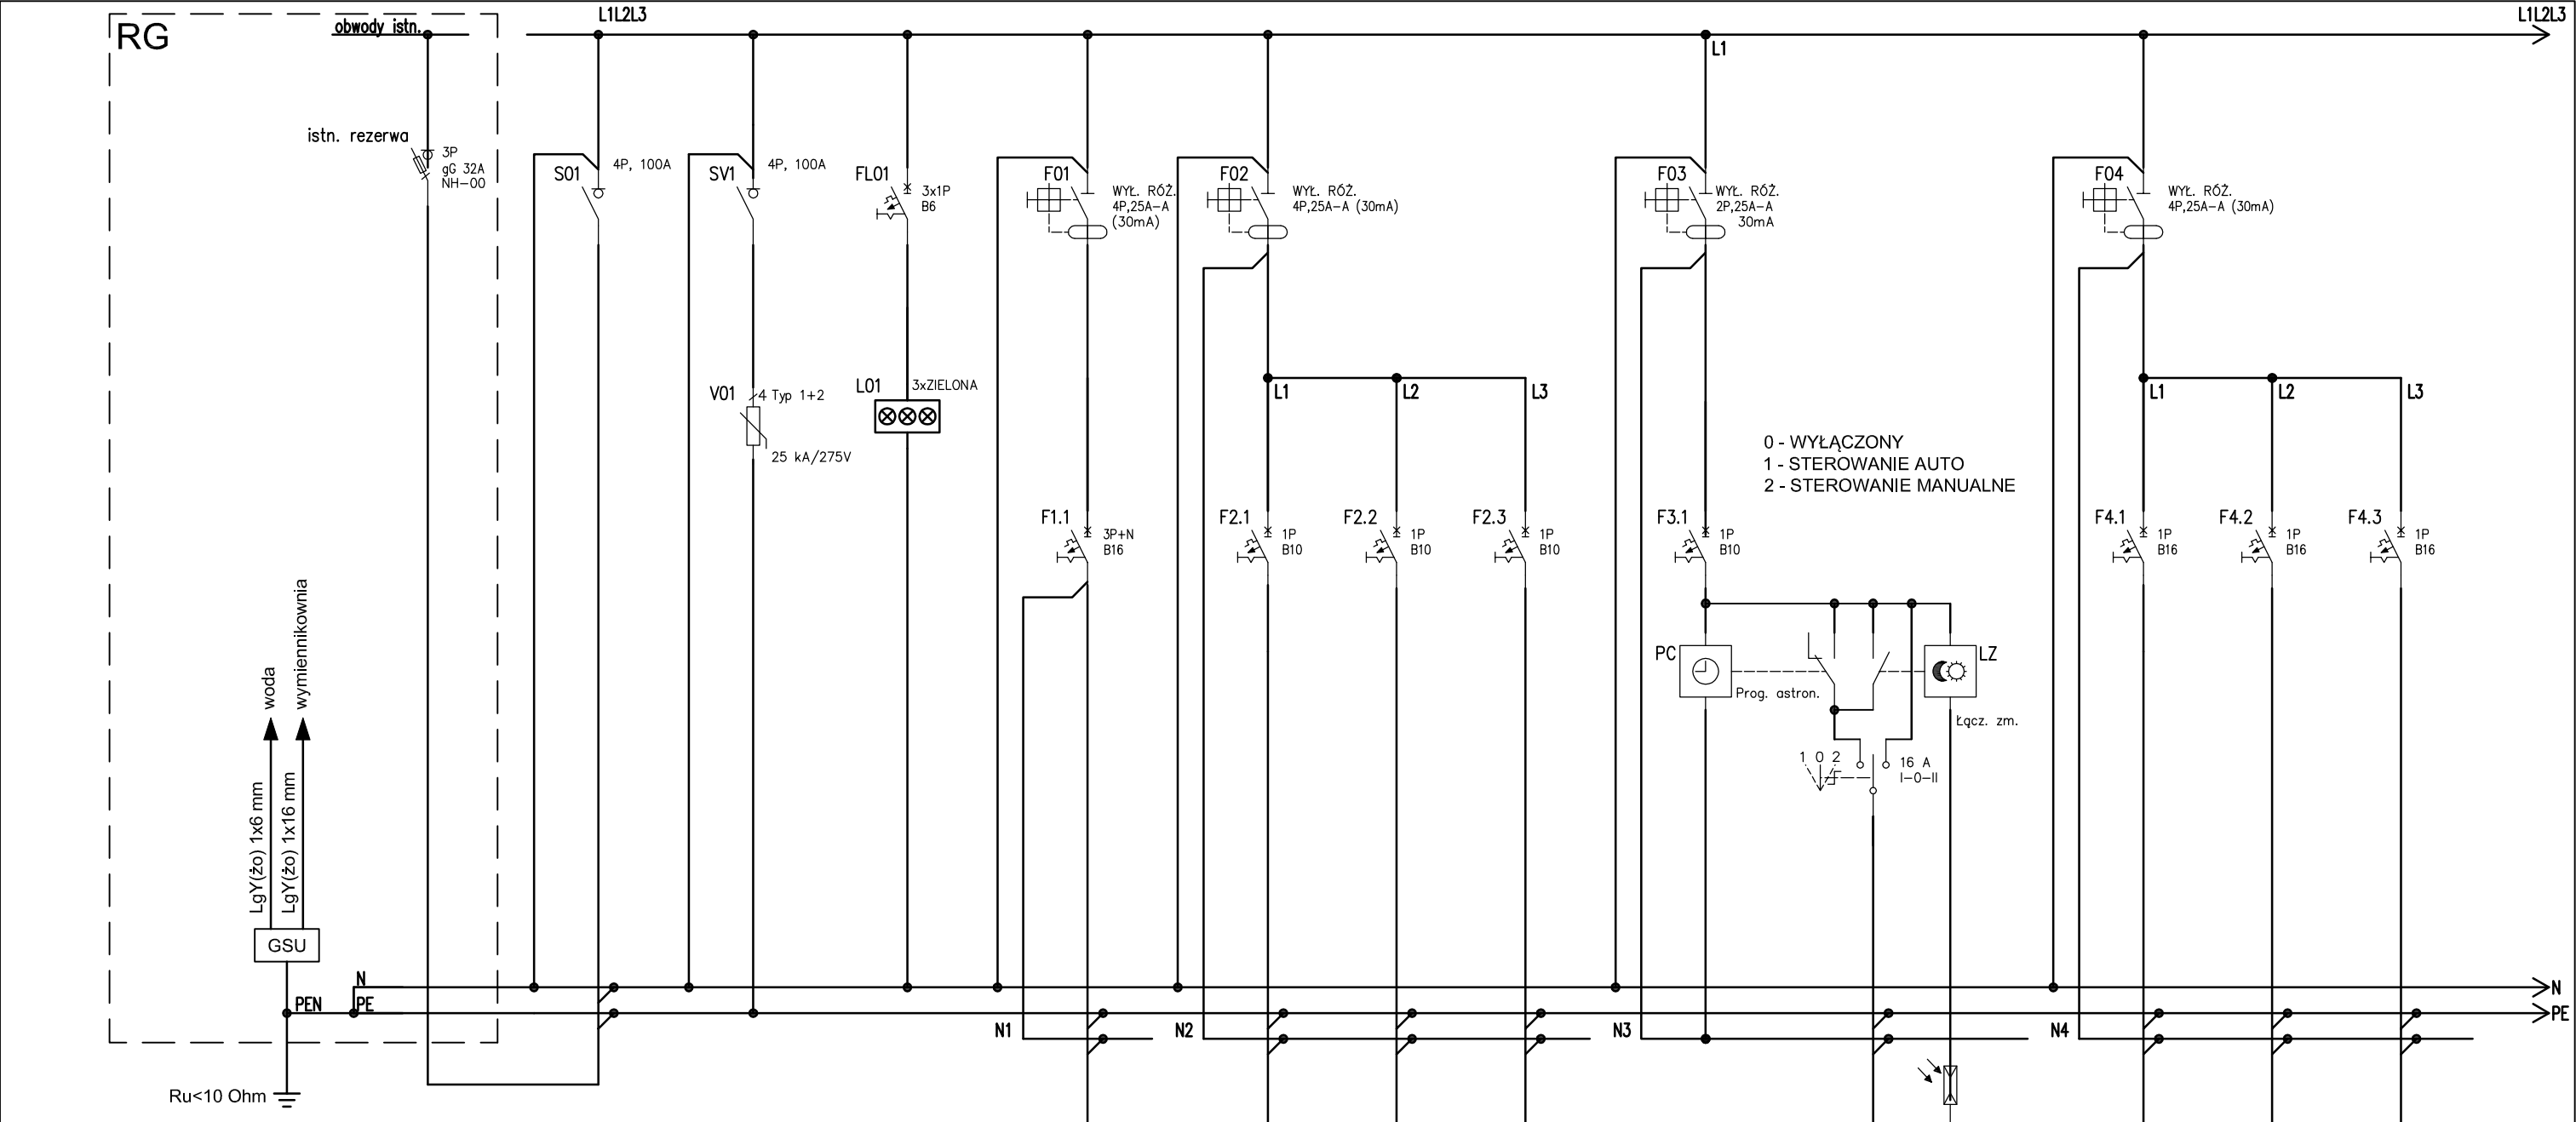 L1L2L3
L1L2L3
RG
obwody istn.
L1
istn. rezerwa
3P
gG 32A
NH-00
S01
4P, 100A
SV1
4P, 100A
FL01
3x1P
B6
F01
WYŁ. RÓŻ.
4P,25A-A
(30mA)
F02
WYŁ. RÓŻ.
4P,25A-A (30mA)
F03
WYŁ. RÓŻ.
2P,25A-A
30mA
F04
WYŁ. RÓŻ.
4P,25A-A (30mA)
V01
4 Typ 1+2
25 kA/275V
L01
3xZIELONA
L1
L2
L3
L1
L2
L3
0 - WYŁĄCZONY
1 - STEROWANIE AUTO
2 - STEROWANIE MANUALNE
F1.1
3P+N
B16
F2.1
1P
B10
F2.2
1P
B10
F2.3
1P
B10
F3.1
1P
B10
F4.1
1P
B16
F4.2
1P
B16
F4.3
1P
B16
PC
Prog. astron.
LZ
Łącz. zm.
1 0 2
16 A
I-0-II
woda
wymiennikownia
LgY(żo) 1x6 mm
LgY(żo) 1x16 mm
GSU
N
PEN
PE
N
PE
N1
N2
N3
N4
Ru<10 Ohm